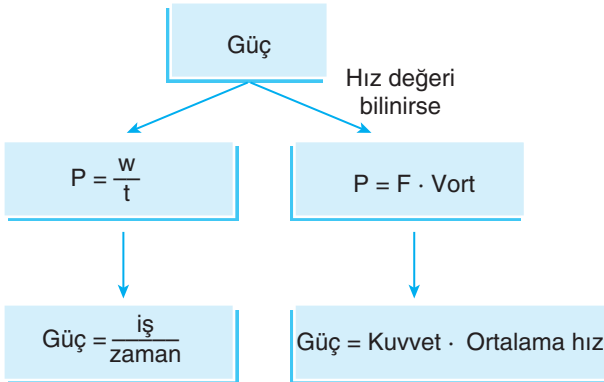 Güç
Hız değeri
bilinirse
P = w/t
P = F · Vort
Güç = iş/zaman
Güç = Kuvvet · Ortalama hız